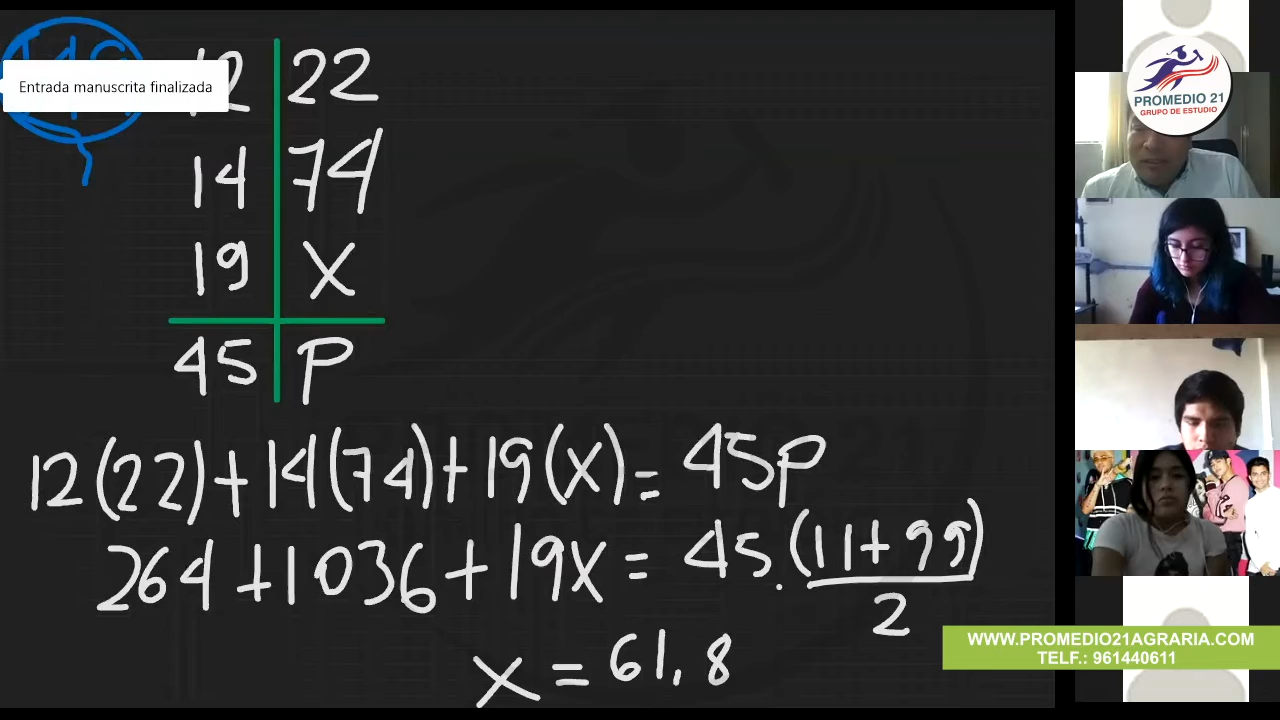 Entrada manuscrita finalizada
22
14 74
19 X
45 P
12(22)+14(74)+19(X)=45P
264+1036+19X=45.(11+99)
2
X=61,8
PROMEDIO 21
GRUPO DE ESTUDIO
WWW.PROMEDIO21AGRARIA.COM
TELF.: 961440611